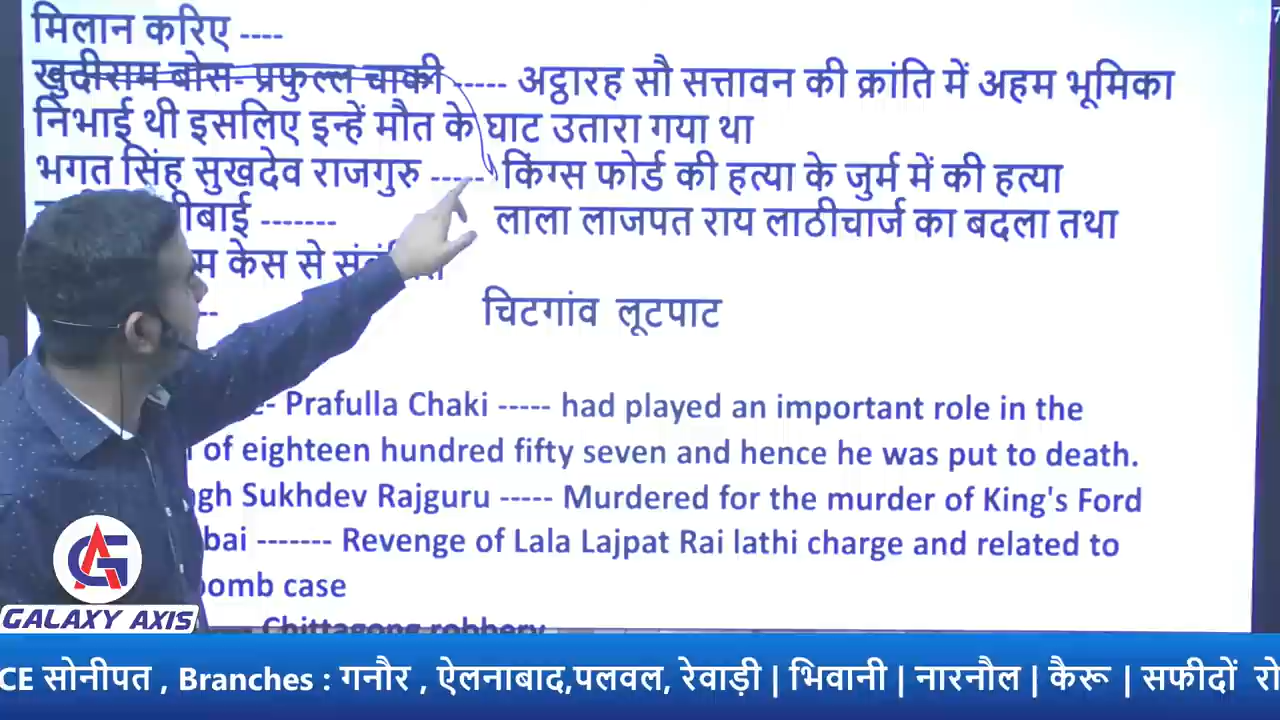 मिलान करिए ----
खुदीराम बोस- प्रफुल्ल चाकी ----- अट्ठारह सौ सत्तावन की क्रांति में अहम भूमिका
निभाई थी इसलिए इन्हें मौत के घाट उतारा गया था
भगत सिंह सुखदेव राजगुरु ----- किंग्स फोर्ड की हत्या के जुर्म में की हत्या
बाई ------- लाला लाजपत राय लाठीचार्ज का बदला तथा
केस से
चिटगांव लूटपाट
Prafulla Chaki ----- had played an important role in the
of eighteen hundred fifty seven and hence he was put to death.
Sukhdev Rajguru ----- Murdered for the murder of King's Ford
bai ------- Revenge of Lala Lajpat Rai lathi charge and related to
bomb case
Chittagong robbery
GALAXY AXIS
CE सोनीपत , Branches : गनौर , ऐलनाबाद,पलवल, रेवाड़ी | भिवानी | नारनौल | कैरू | सफीदों रो